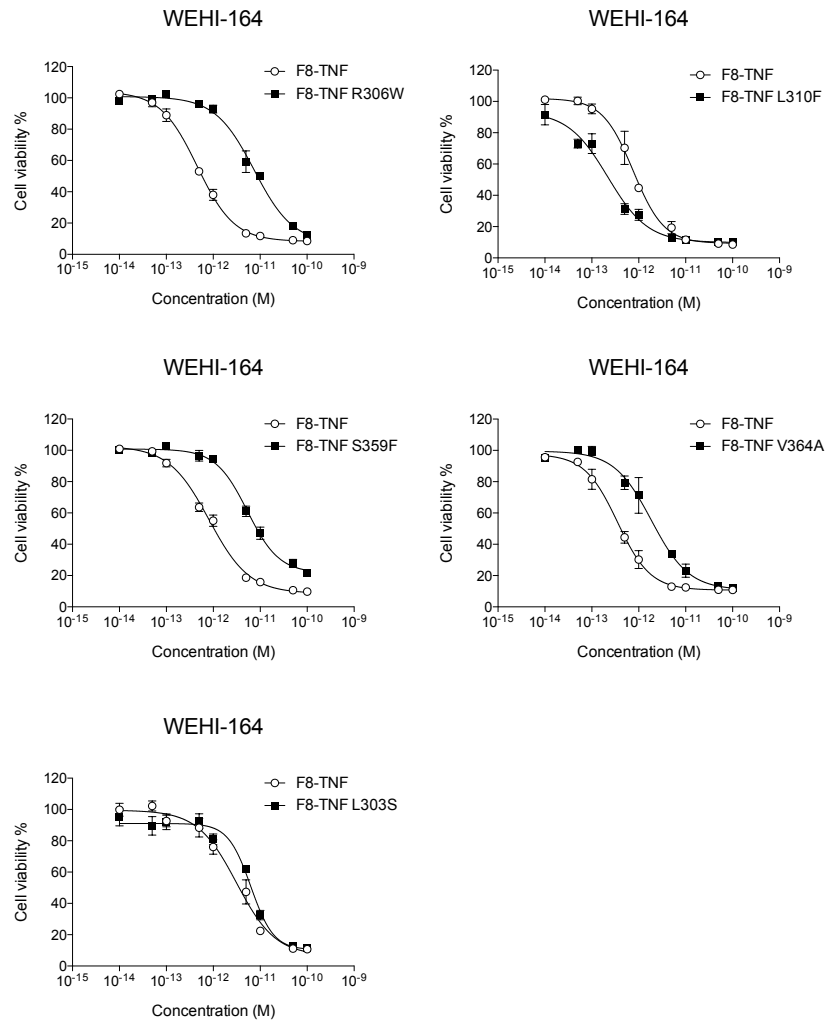 WEHI-164
F8-TNF
F8-TNF R306W
Cell viability %
120
100
80
60
40
20
0
10-15 10-14 10-13 10-12 10-11 10-10 10-9
Concentration (M)
WEHI-164
F8-TNF
F8-TNF L310F
Cell viability %
120
100
80
60
40
20
0
10-15 10-14 10-13 10-12 10-11 10-10 10-9
Concentration (M)
WEHI-164
F8-TNF
F8-TNF S359F
Cell viability %
120
100
80
60
40
20
0
10-15 10-14 10-13 10-12 10-11 10-10 10-9
Concentration (M)
WEHI-164
F8-TNF
F8-TNF V364A
Cell viability %
120
100
80
60
40
20
0
10-15 10-14 10-13 10-12 10-11 10-10 10-9
Concentration (M)
WEHI-164
F8-TNF
F8-TNF L303S
Cell viability %
120
100
80
60
40
20
0
10-15 10-14 10-13 10-12 10-11 10-10 10-9
Concentration (M)